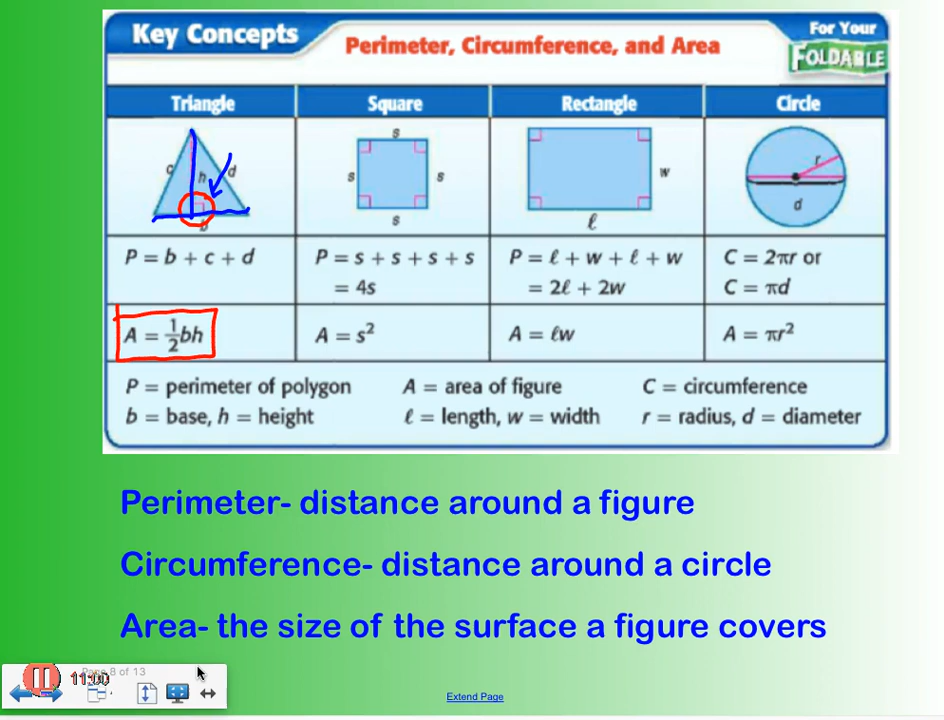 Key Concepts
Perimeter, Circumference, and Area
For Your
FOLDABLE
Triangle Square Rectangle Circle
c h d b
s s s s
w ℓ
r d
P = b + c + d P = s + s + s + s P = ℓ + w + ℓ + w C = 2πr or
= 4s = 2ℓ + 2w C = πd
A = 1/2 bh A = s² A = ℓw A = πr²
P = perimeter of polygon A = area of figure C = circumference
b = base, h = height ℓ = length, w = width r = radius, d = diameter
Perimeter- distance around a figure
Circumference- distance around a circle
Area- the size of the surface a figure covers
Page 8 of 13
11:00
Extend Page